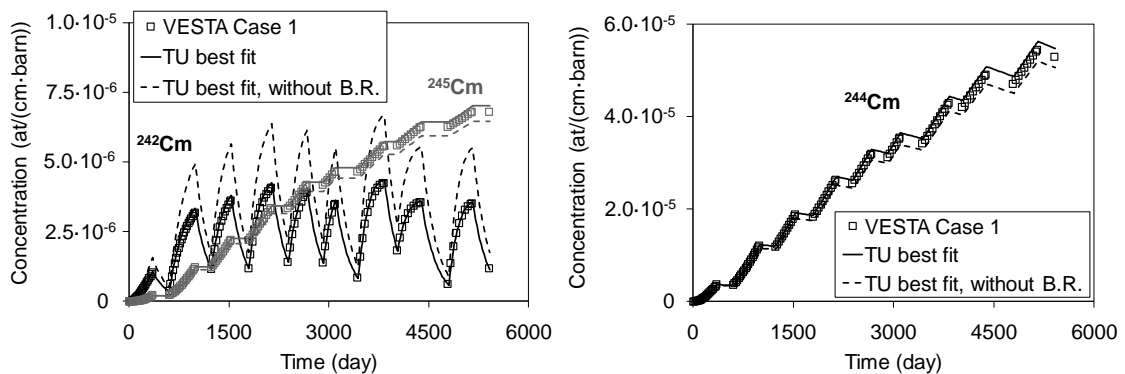 Concentration (at/(cm·barn))
1.0·10⁻⁵
7.5·10⁻⁶
5.0·10⁻⁶
2.5·10⁻⁶
0
VESTA Case 1
TU best fit
TU best fit, without B.R.
²⁴⁵Cm
²⁴²Cm
0 1500 3000 4500 6000
Time (day)
Concentration (at/(cm·barn))
6.0·10⁻⁵
4.0·10⁻⁵
2.0·10⁻⁵
0
²⁴⁴Cm
VESTA Case 1
TU best fit
TU best fit, without B.R.
0 1500 3000 4500 6000
Time (day)